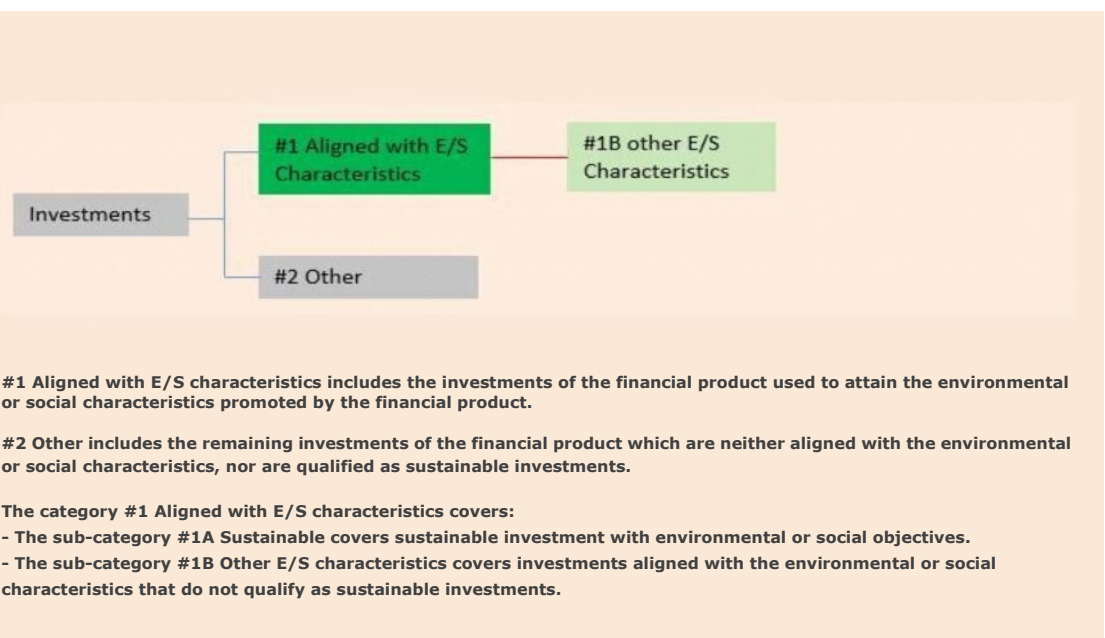 #1 Aligned with E/S
Characteristics
#1B other E/S
Characteristics
Investments
#2 Other
#1 Aligned with E/S characteristics includes the investments of the financial product used to attain the environmental
or social characteristics promoted by the financial product.
#2 Other includes the remaining investments of the financial product which are neither aligned with the environmental
or social characteristics, nor are qualified as sustainable investments.
The category #1 Aligned with E/S characteristics covers:
- The sub-category #1A Sustainable covers sustainable investment with environmental or social objectives.
- The sub-category #1B Other E/S characteristics covers investments aligned with the environmental or social
characteristics that do not qualify as sustainable investments.